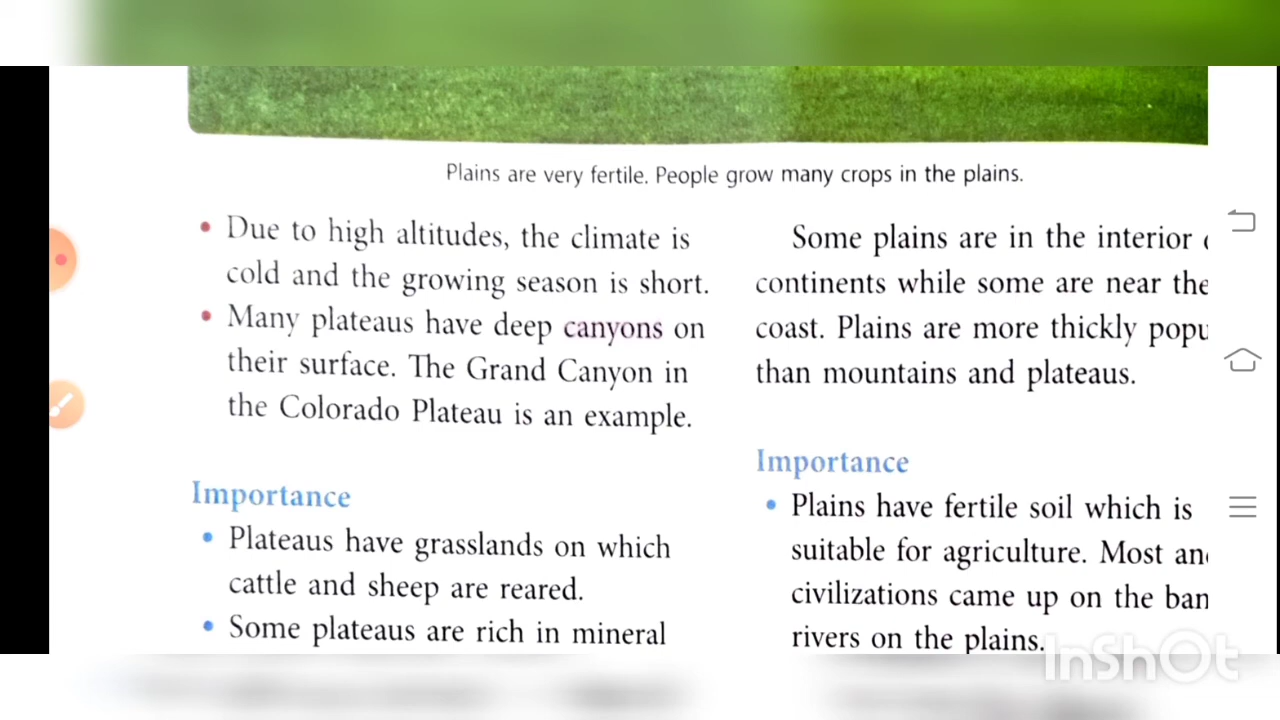 Plains are very fertile. People grow many crops in the plains.
Due to high altitudes, the climate is
cold and the growing season is short.
Many plateaus have deep canyons on
their surface. The Grand Canyon in
the Colorado Plateau is an example.
Importance
Plateaus have grasslands on which
cattle and sheep are reared.
Some plateaus are rich in mineral
Some plains are in the interior
continents while some are near the
coast. Plains are more thickly
than mountains and plateaus.
Importance
Plains have fertile soil which is
suitable for agriculture. Most
civilizations came up on the
rivers on the plains.
InShOt